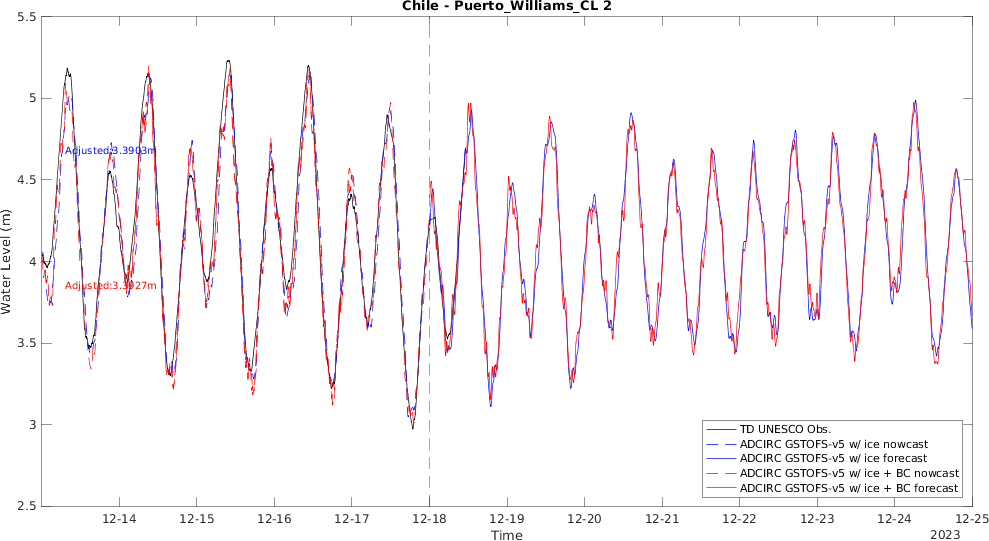 Chile - Puerto_Williams_CL 2
5.5
5
4.5
4
3.5
3
2.5
Water Level (m)
Adjusted:3.3903m
Adjusted:3.3927m
TD UNESCO Obs.
ADCIRC GSTOFS-v5 w/ ice nowcast
ADCIRC GSTOFS-v5 w/ ice forecast
ADCIRC GSTOFS-v5 w/ ice + BC nowcast
ADCIRC GSTOFS-v5 w/ ice + BC forecast
12-14 12-15 12-16 12-17 12-18 12-19 12-20 12-21 12-22 12-23 12-24 12-25
Time
2023